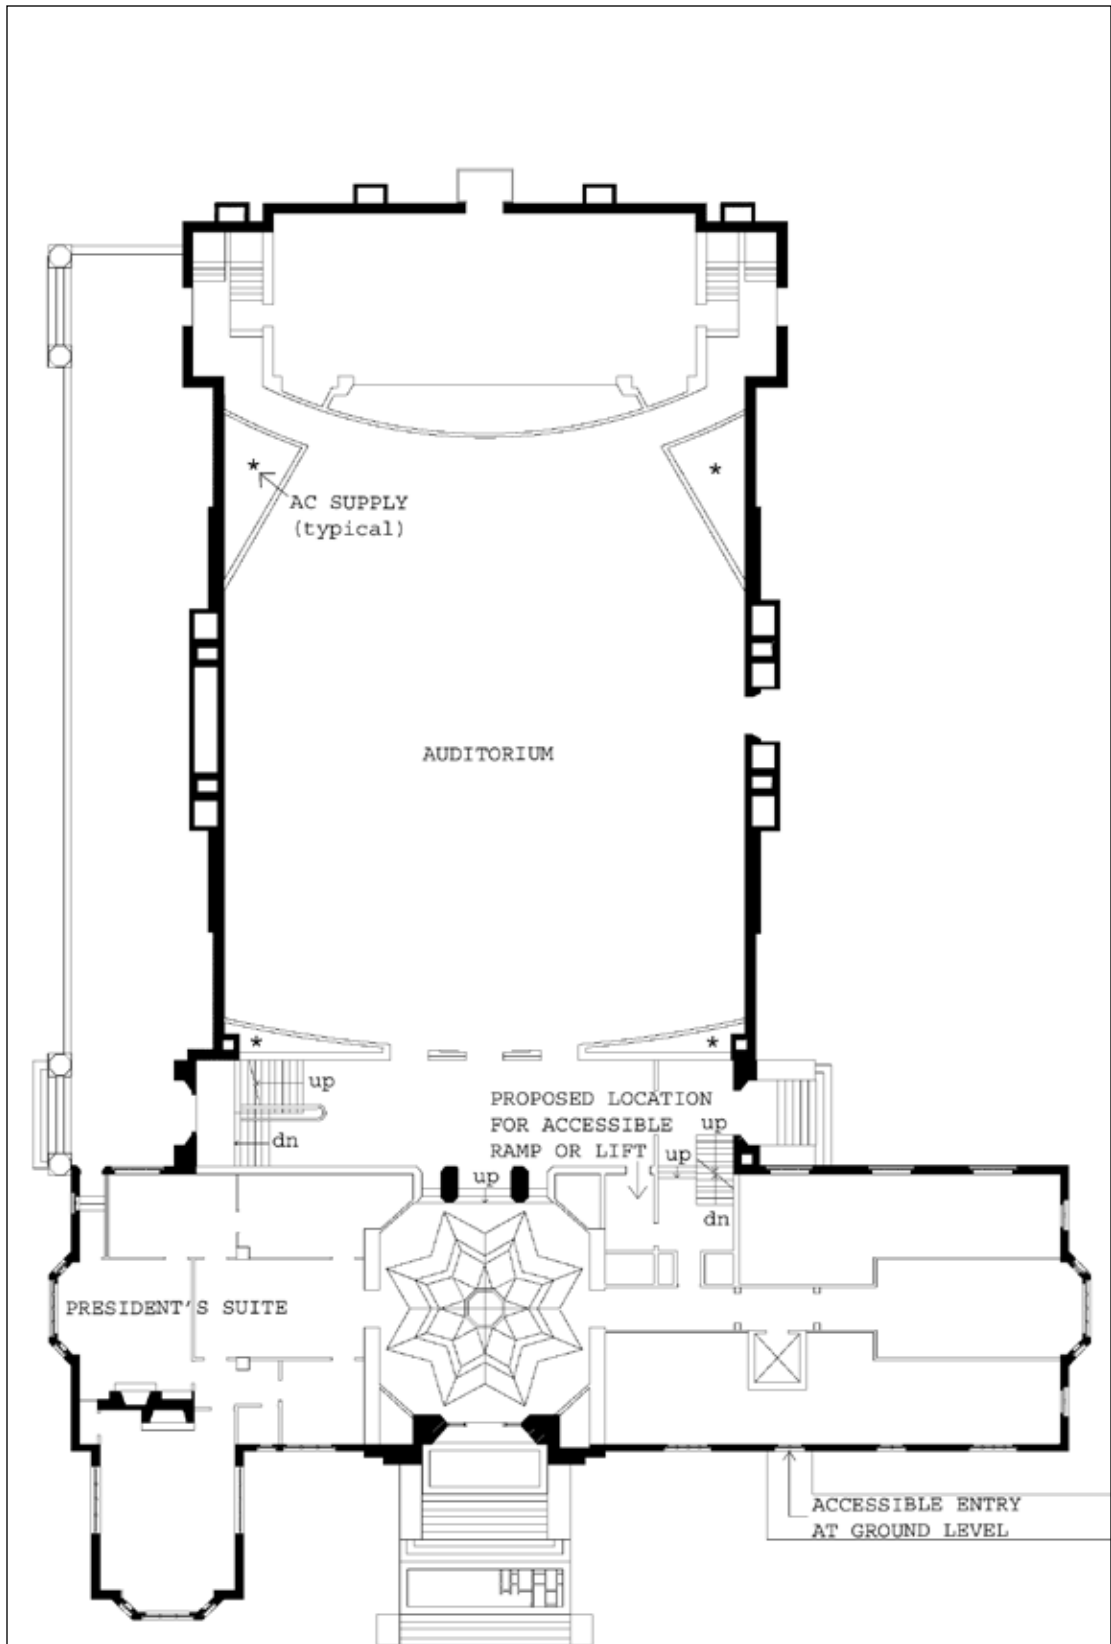 *
*
AC SUPPLY
(typical)
AUDITORIUM
*
*
up
PROPOSED LOCATION
FOR ACCESSIBLE
RAMP OR LIFT
up
dn
up
up
dn
PRESIDENT'S SUITE
ACCESSIBLE ENTRY
AT GROUND LEVEL